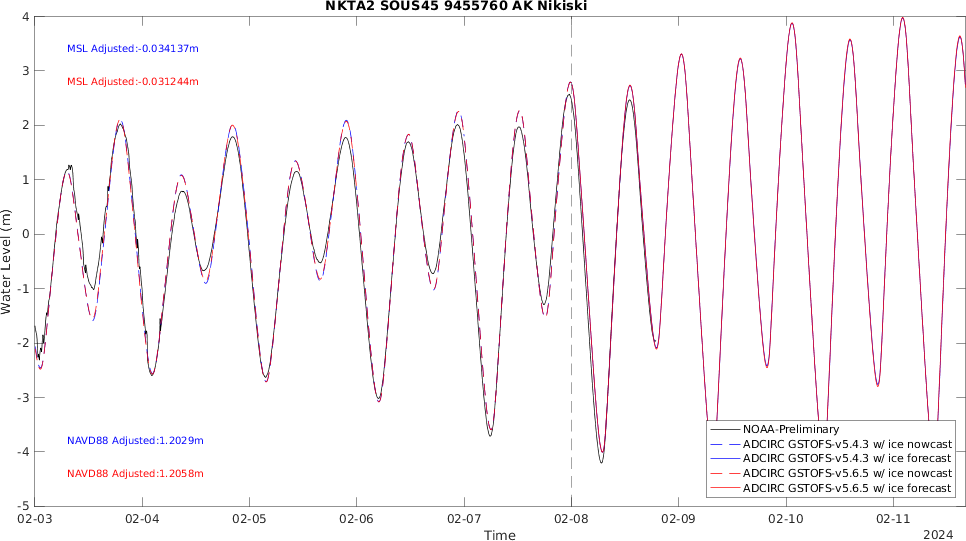 NKTA2 SOUS45 9455760 AK Nikiski
MSL Adjusted:-0.034137m
MSL Adjusted:-0.031244m
NAVD88 Adjusted:1.2029m
NAVD88 Adjusted:1.2058m
Water Level (m)
4
3
2
1
0
-1
-2
-3
-4
-5
NOAA-Preliminary
ADCIRC GSTOFS-v5.4.3 w/ ice nowcast
ADCIRC GSTOFS-v5.4.3 w/ ice forecast
ADCIRC GSTOFS-v5.6.5 w/ ice nowcast
ADCIRC GSTOFS-v5.6.5 w/ ice forecast
02-03 02-04 02-05 02-06 02-07 02-08 02-09 02-10 02-11
Time
2024